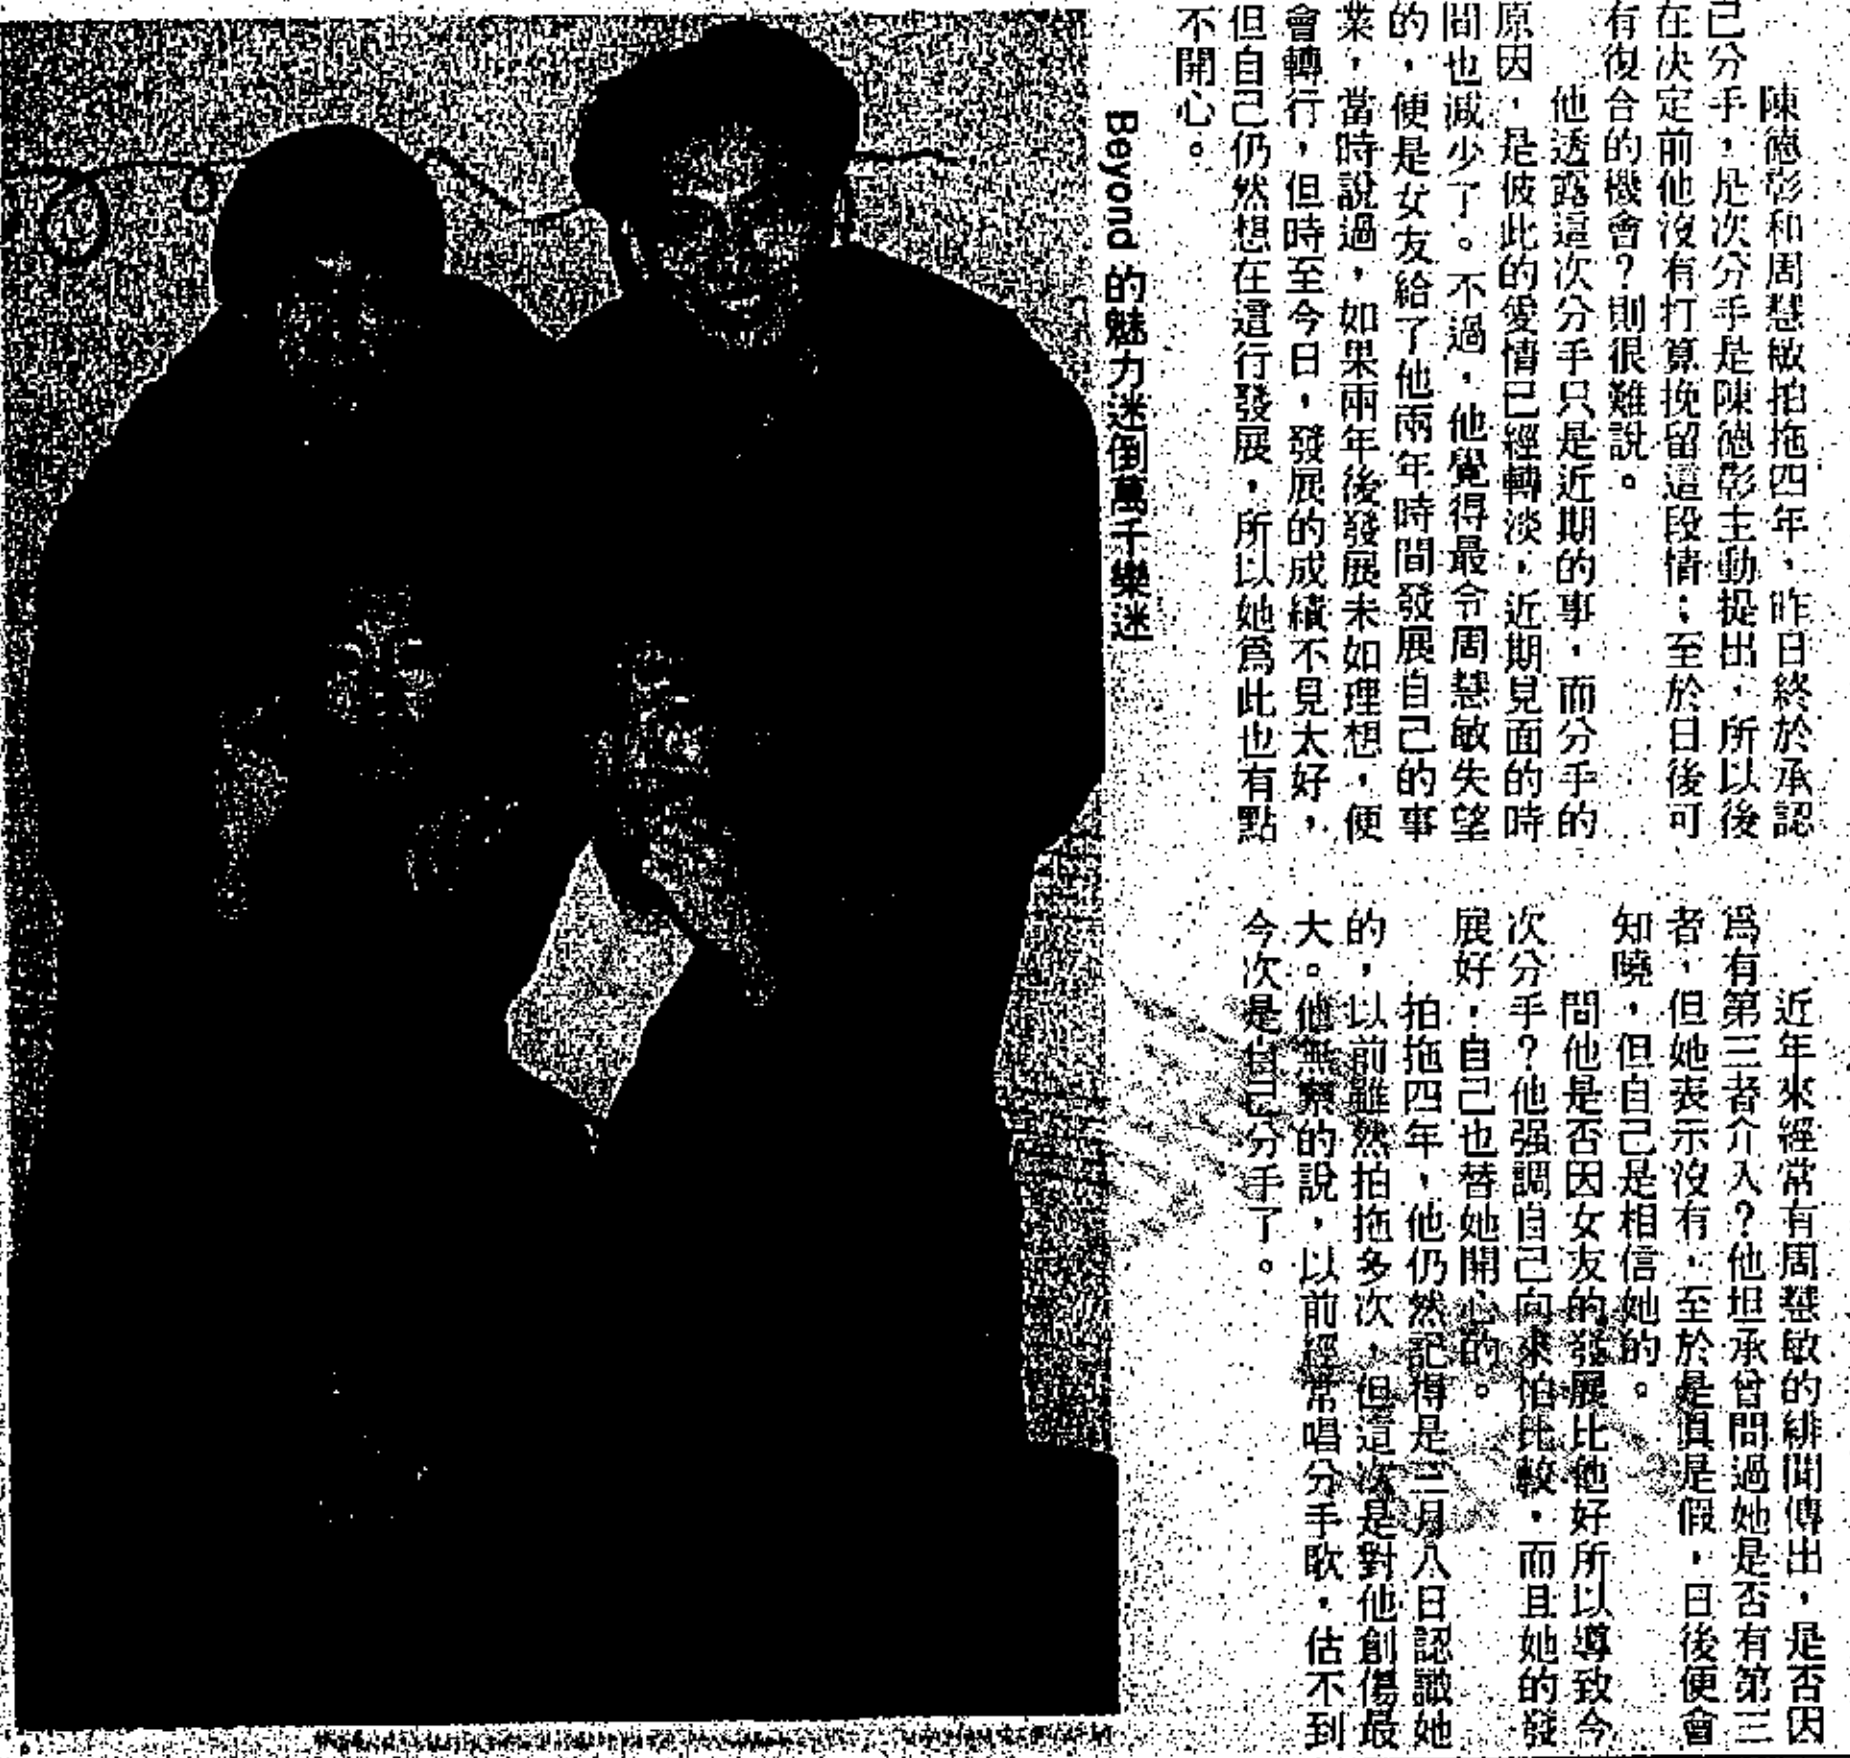 陳德彰和周慧敏拍拖四年，昨日終於承認
已分手，是次分手是陳德彰主動提出，所以後
在決定前他沒有打算挽留這段情；至於日後可
有復合的機會？則很難說。
他透露這次分手只是近期的事，而分手的
原因，是彼此的愛情已經轉淡，近期見面的時
間也減少了。不過，他覺得最令周慧敏失望
的，便是女友給了他兩年時間發展自己的事
業，當時說過，如果兩年後發展未如理想，便
會轉行，但時至今日，發展的成績不見太好，
但自己仍然想在這行發展，所以她為此也有點
不開心。
Beyond 的魅力迷倒萬千樂迷
近年來經常有周慧敏的緋聞傳出，是否因
為有第三者介入？他坦承曾問過她是否有第三
者，但她表示沒有，至於是真是假，日後便會
知曉，但自己是相信她的。
問他是否因女友的發展比他好所以導致今
次分手？他强調自己向來怕比較，而且她的發
展好，自己也替她開心的。
拍拖四年，他仍然記得是三月八日認識她
的，以前雖然拍拖多次，但這次是對他創傷最
大。他無奈的說，以前經常唱分手歌，估不到
今次是自己分手了。